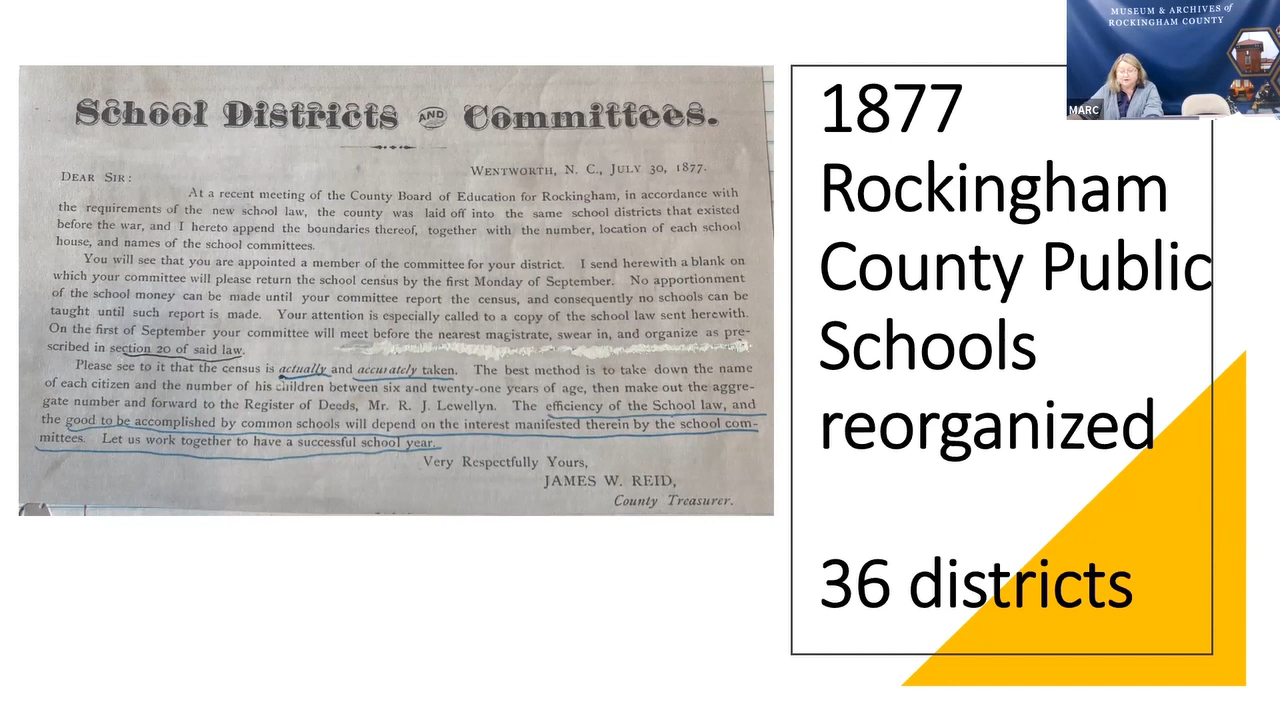 School Districts AND Committees.
WENTWORTH, N. C., JULY 30, 1877.
DEAR SIR:
At a recent meeting of the County Board of Education for Rockingham, in accordance with
the requirements of the new school law, the county was laid off into the same school districts that existed
before the war, and I hereto append the boundaries thereof, together with the number, location of each school
house, and names of the school committees.
You will see that you are appointed a member of the committee for your district. I send herewith a blank on
which your committee will please return the school census by the first Monday of September. No apportionment
of the school money can be made until your committee report the census, and consequently no schools can be
taught until such report is made. Your attention is especially called to a copy of the school law sent herewith.
On the first of September your committee will meet before the nearest magistrate, swear in, and organize as pre-
scribed in section 20 of said law.
Please see to it that the census is actually and accurately taken. The best method is to take down the name
of each citizen and the number of his children between six and twenty-one years of age, then make out the aggre-
gate number and forward to the Register of Deeds, Mr. R. J. Lewellyn. The efficiency of the School law, and
the good to be accomplished by common schools will depend on the interest manifested therein by the school com-
mittees. Let us work together to have a successful school year.
Very Respectfully Yours,
JAMES W. REID,
County Treasurer.
1877
Rockingham
County Public
Schools
reorganized
36 districts
MUSEUM & ARCHIVES of
ROCKINGHAM COUNTY
MARC